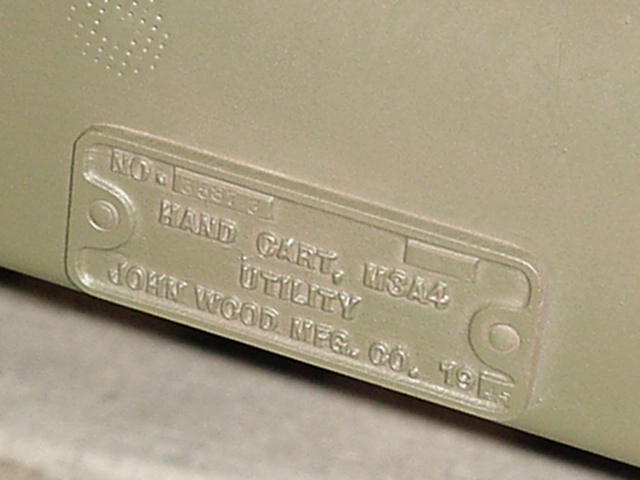 NO.
HAND CART, M3A4
UTILITY
JOHN WOOD MFG. CO. 19